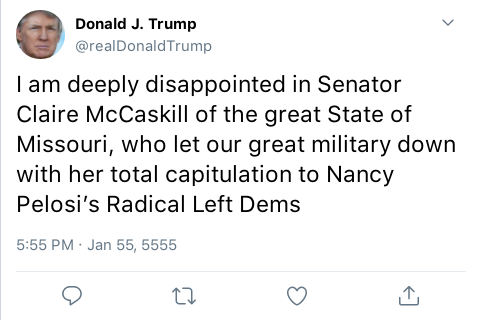 Donald J. Trump
@realDonaldTrump
I am deeply disappointed in Senator
Claire McCaskill of the great State of
Missouri, who let our great military down
with her total capitulation to Nancy
Pelosi’s Radical Left Dems
5:55 PM · Jan 55, 5555